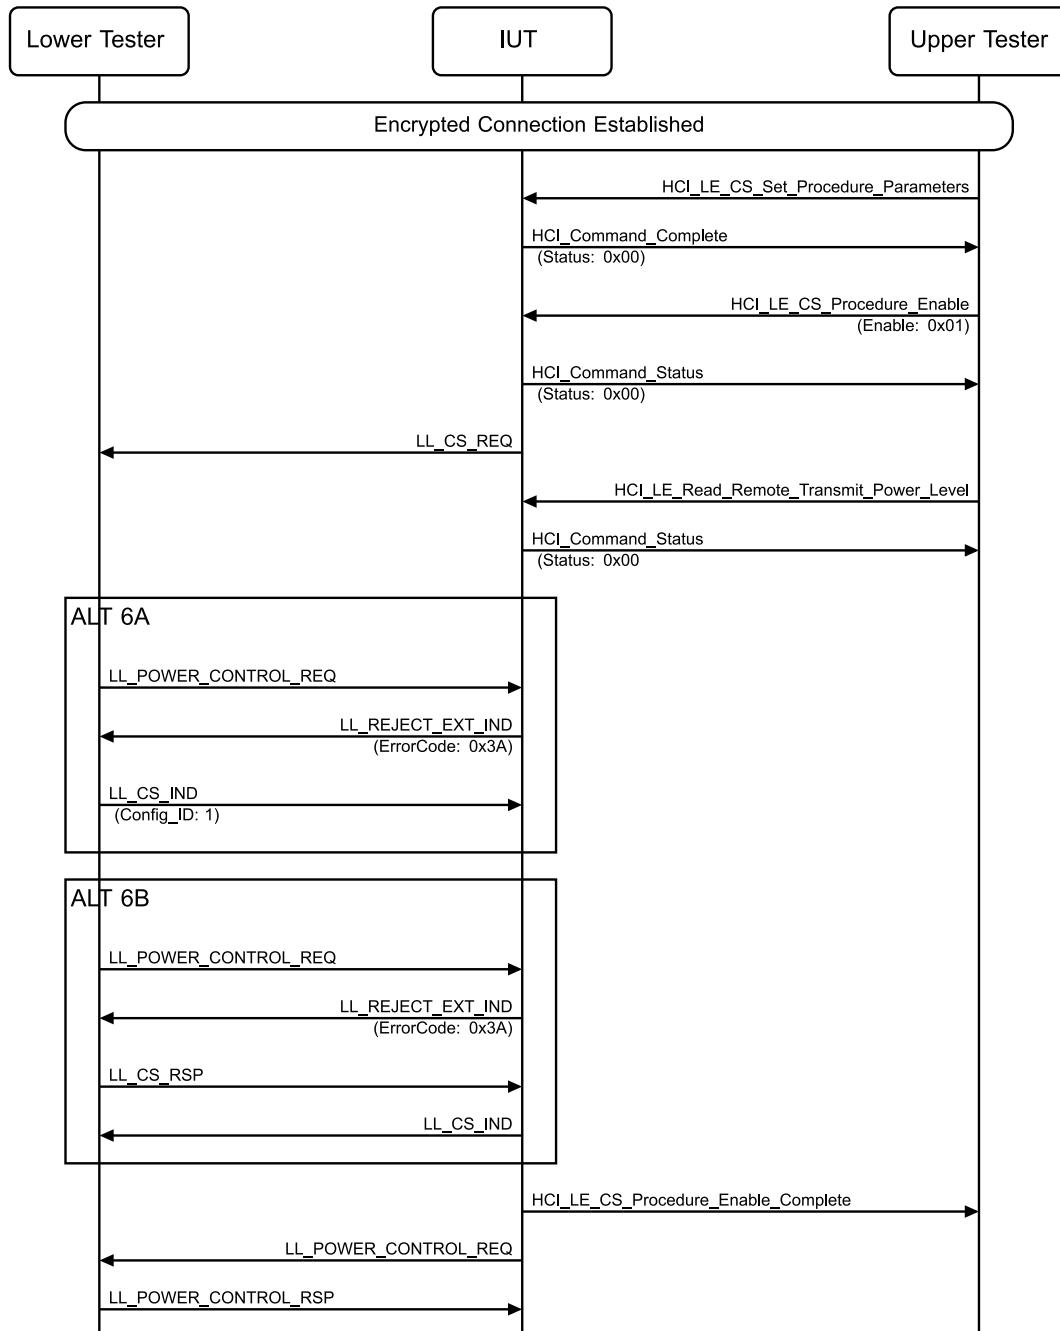 Lower Tester
IUT
Upper Tester
Encrypted Connection Established
HCI_LE_CS_Set_Procedure_Parameters
HCI_Command_Complete
(Status: 0x00)
HCI_LE_CS_Procedure_Enable
(Enable: 0x01)
HCI_Command_Status
(Status: 0x00)
LL_CS_REQ
HCI_LE_Read_Remote_Transmit_Power_Level
HCI_Command_Status
(Status: 0x00
ALT 6A
LL_POWER_CONTROL_REQ
LL_REJECT_EXT_IND
(ErrorCode: 0x3A)
LL_CS_IND
(Config_ID: 1)
ALT 6B
LL_POWER_CONTROL_REQ
LL_REJECT_EXT_IND
(ErrorCode: 0x3A)
LL_CS_RSP
LL_CS_IND
HCI_LE_CS_Procedure_Enable_Complete
LL_POWER_CONTROL_REQ
LL_POWER_CONTROL_RSP